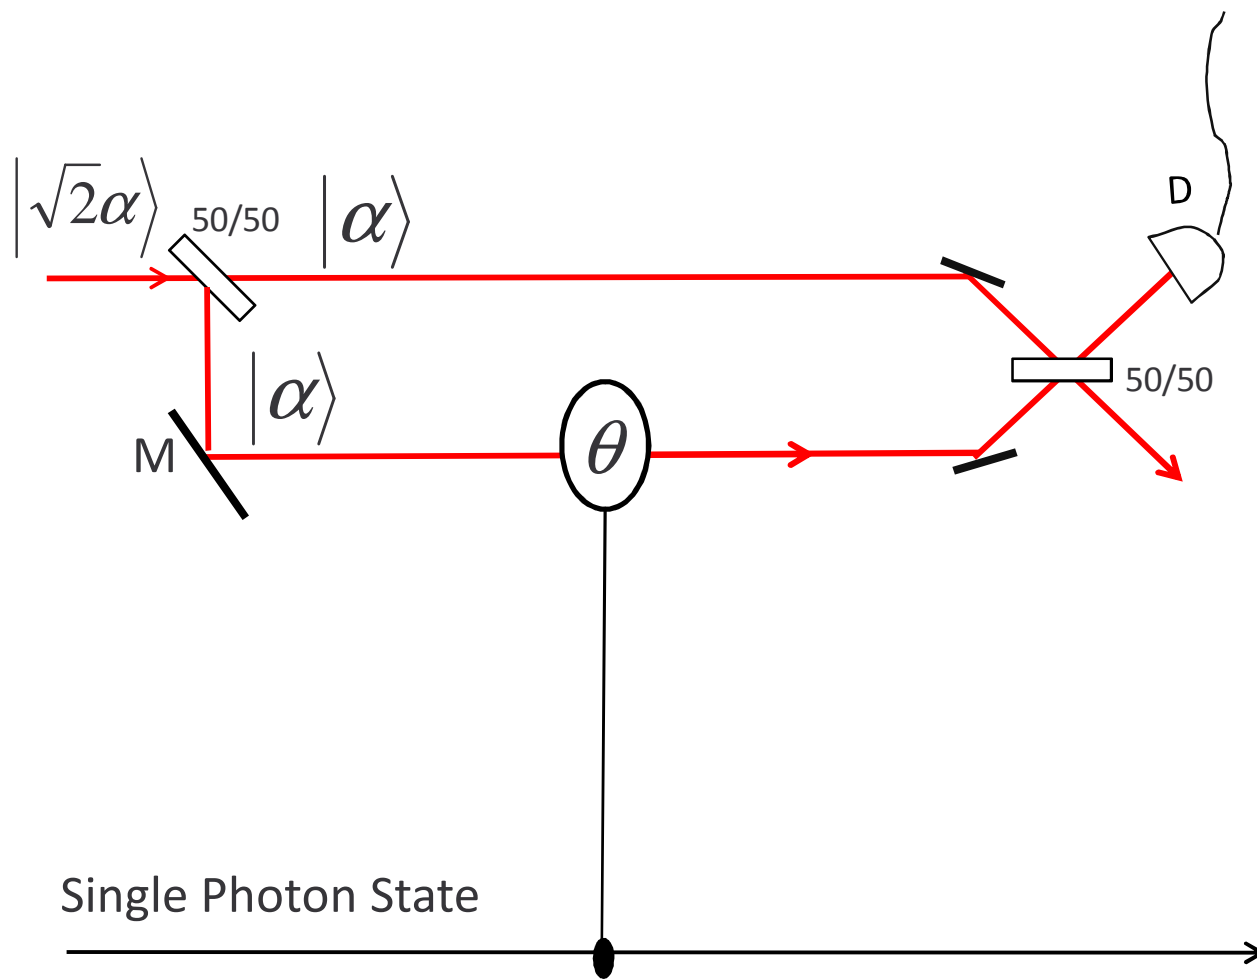 |√2α⟩
50/50
|α⟩
D
|α⟩
50/50
M
θ
Single Photon State